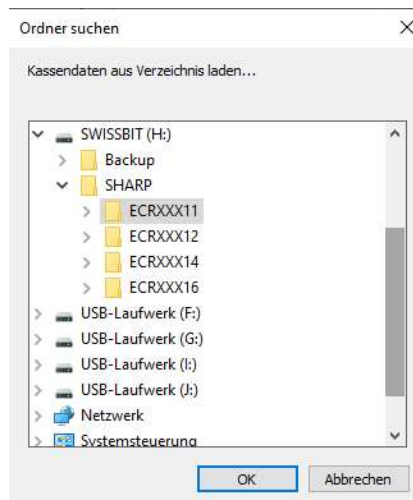 Ordner suchen
Kassendaten aus Verzeichnis laden...
SWISSBIT (H:)
Backup
SHARP
ECRXXX11
ECRXXX12
ECRXXX14
ECRXXX16
USB-Laufwerk (F:)
USB-Laufwerk (G:)
USB-Laufwerk (I:)
USB-Laufwerk (J:)
Netzwerk
Systemsteuerung
OK Abbrechen